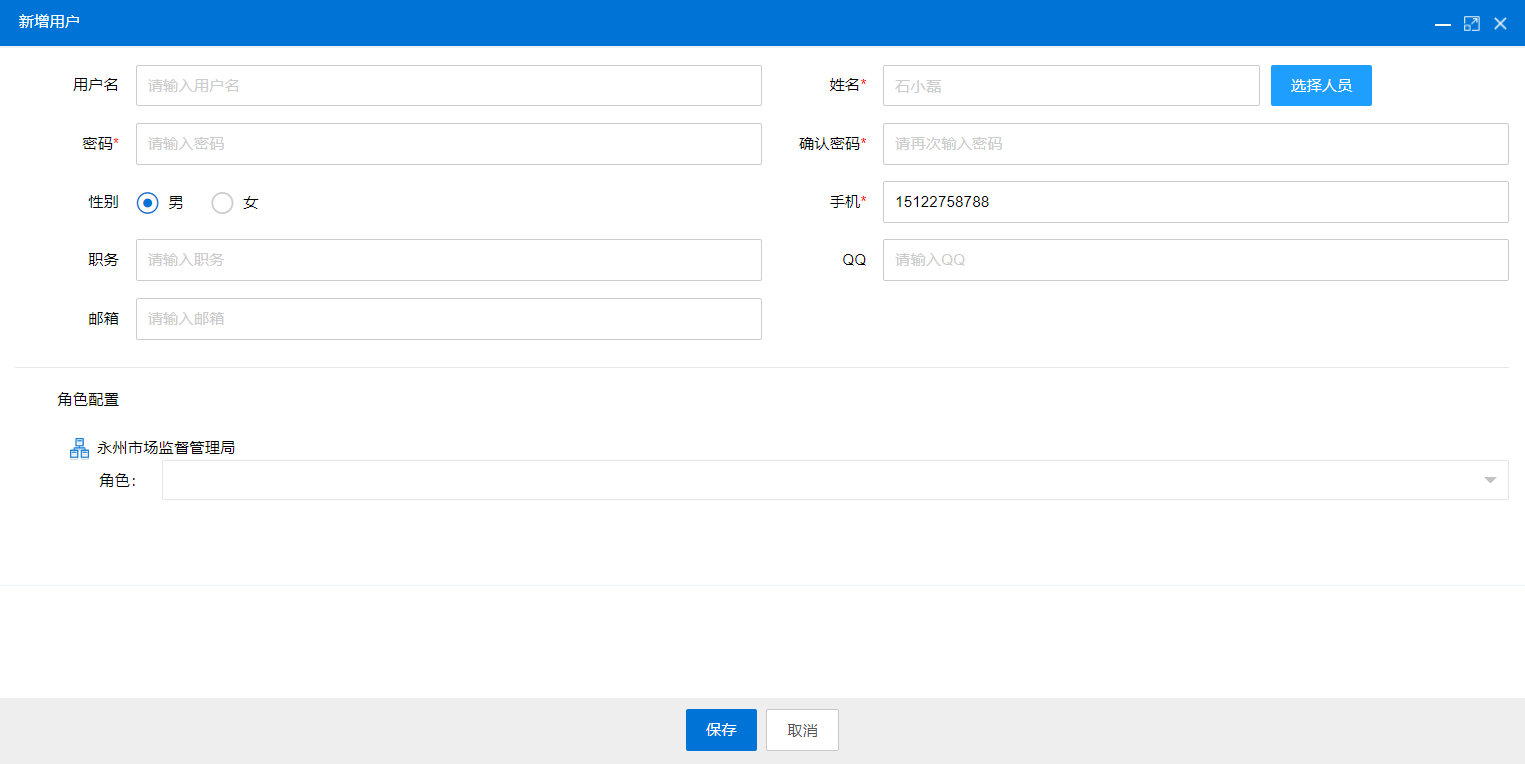 新增用户
用户名 请输入用户名 姓名* 石小磊 选择人员
密码* 请输入密码 确认密码* 请再次输入密码
性别 男 女 手机* 15122758788
职务 请输入职务 QQ 请输入QQ
邮箱 请输入邮箱
角色配置
永州市场监督管理局
角色：
保存 取消